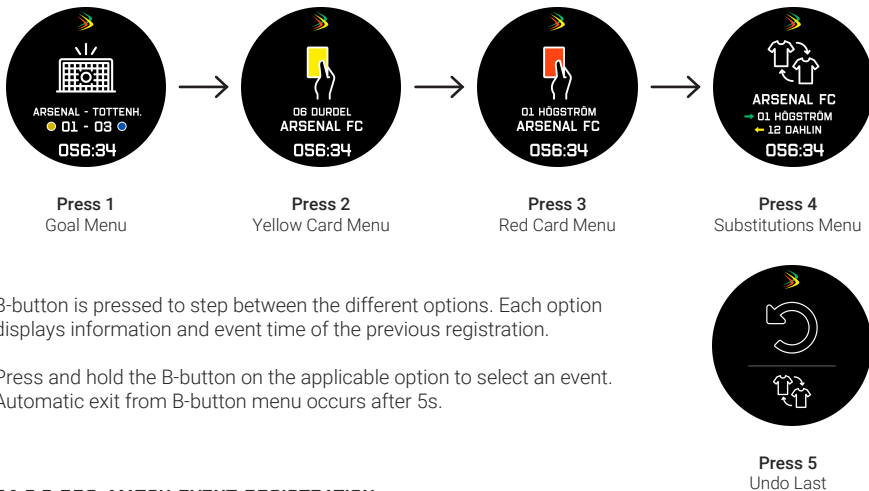 ARSENAL - TOTTENH.
01 - 03
056:34
06 DURDEL
ARSENAL FC
056:34
01 HÖGSTRÖM
ARSENAL FC
056:34
ARSENAL FC
01 HÖGSTRÖM
12 DAHLIN
056:34
Press 1
Goal Menu
Press 2
Yellow Card Menu
Press 3
Red Card Menu
Press 4
Substitutions Menu
B-button is pressed to step between the different options. Each option
displays information and event time of the previous registration.
Press and hold the B-button on the applicable option to select an event.
Automatic exit from B-button menu occurs after 5s.
Press 5
Undo Last